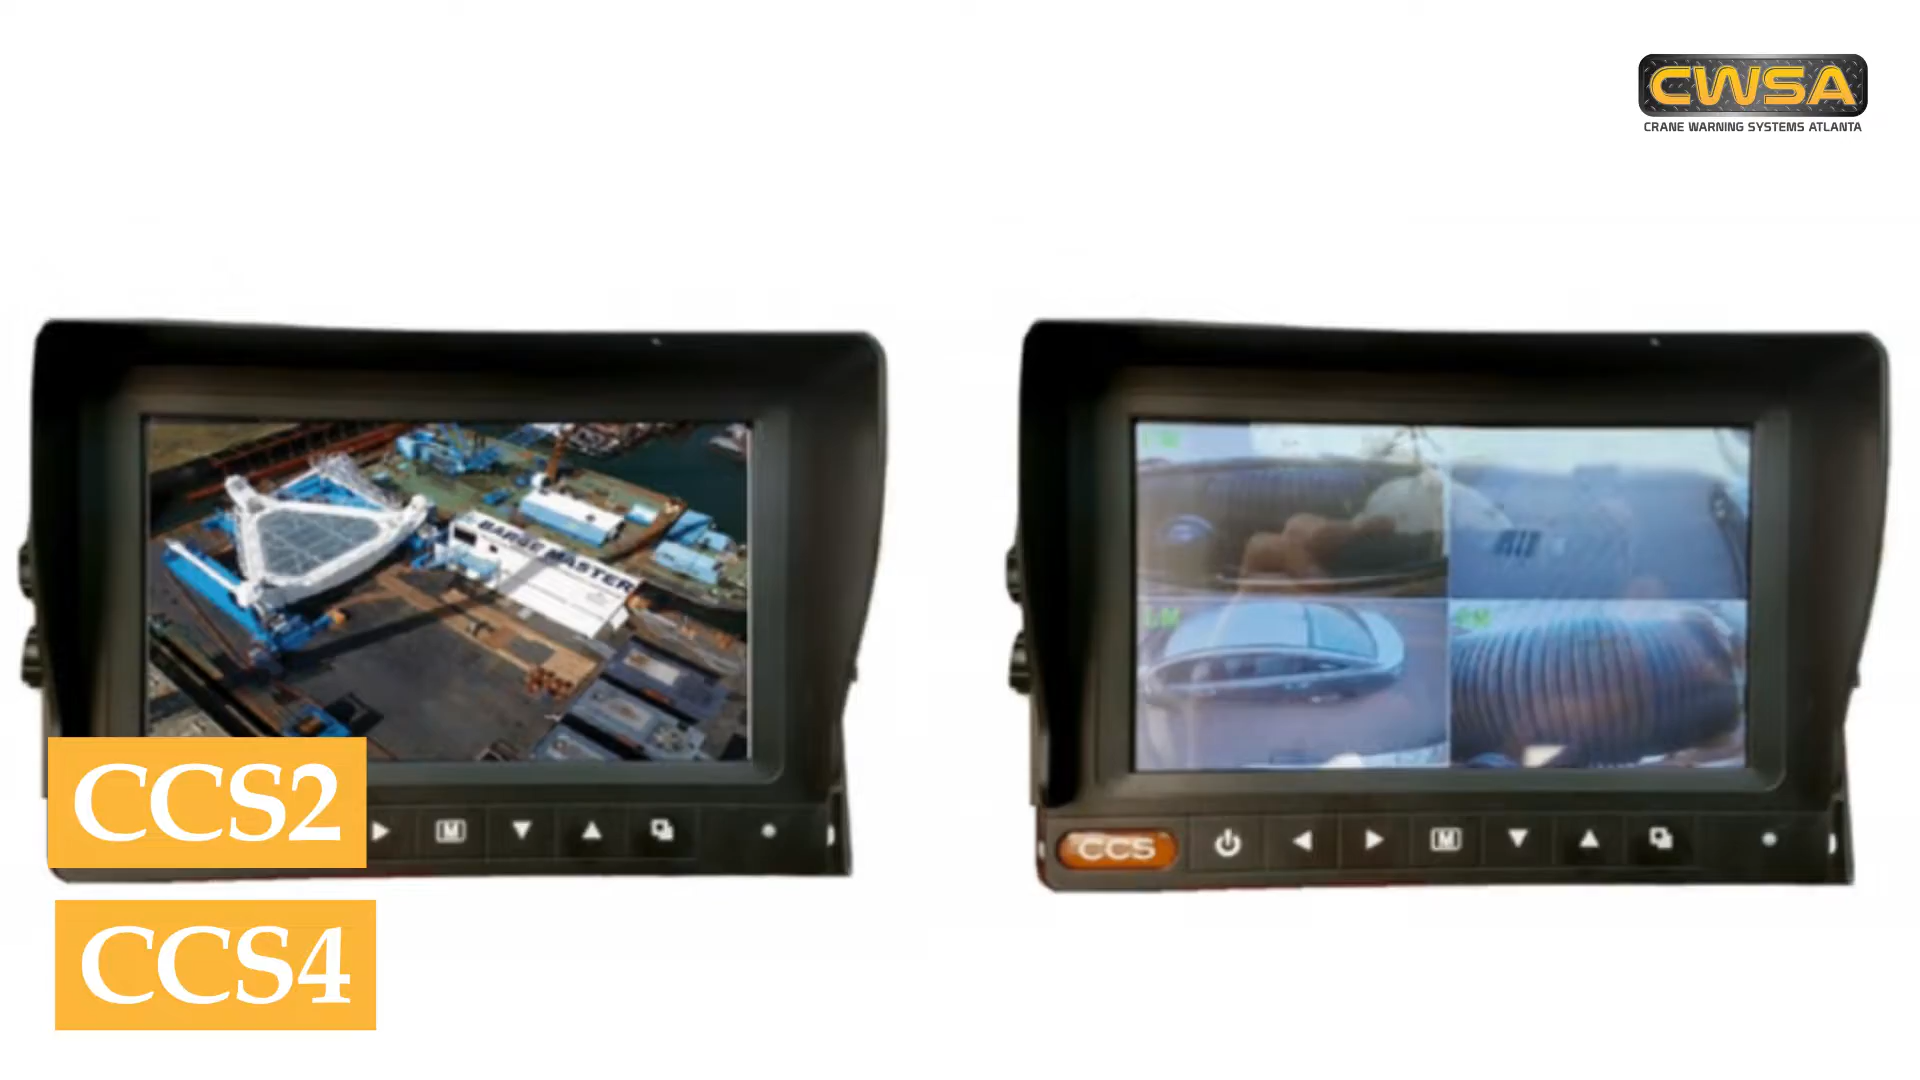 CWSA
CRANE WARNING SYSTEMS ATLANTA
BARGE MASTER
CCS2
M
CCS4
CCS
M